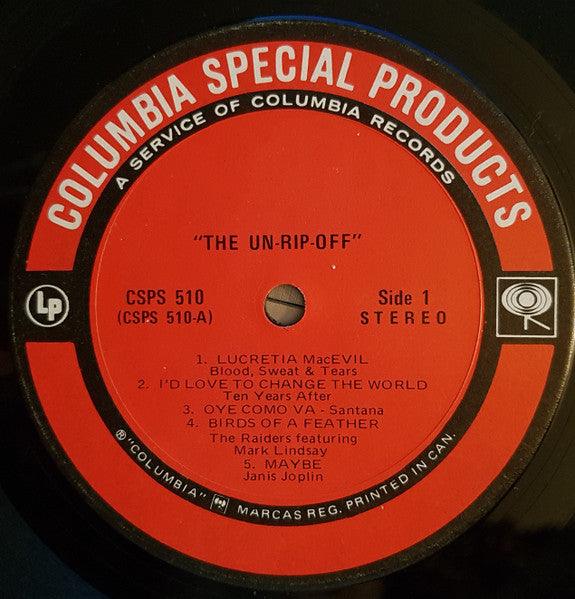 COLUMBIA SPECIAL PRODUCTS
A SERVICE OF COLUMBIA RECORDS
"THE UN-RIP-OFF"
CSPS 510
(CSPS 510-A)
Side 1
STEREO
Lp
1. LUCRETIA MacEVIL
Blood, Sweat & Tears
2. I'D LOVE TO CHANGE THE WORLD
Ten Years After
3. OYE COMO VA - Santana
4. BIRDS OF A FEATHER
The Raiders featuring
Mark Lindsay
5. MAYBE
Janis Joplin
® "COLUMBIA" MARCAS REG. PRINTED IN CAN.